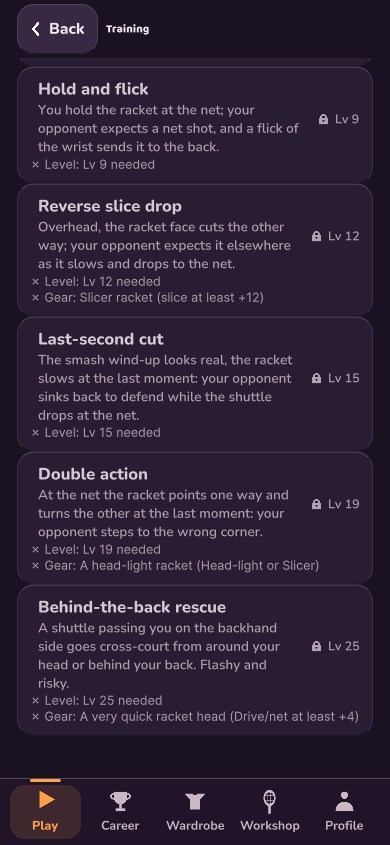 Back
Training
Hold and flick
You hold the racket at the net; your
opponent expects a net shot, and a flick of
the wrist sends it to the back.
Lv 9
× Level: Lv 9 needed
Reverse slice drop
Overhead, the racket face cuts the other
way; your opponent expects it elsewhere
as it slows and drops to the net.
Lv 12
× Level: Lv 12 needed
× Gear: Slicer racket (slice at least +12)
Last-second cut
The smash wind-up looks real, the racket
slows at the last moment: your opponent
sinks back to defend while the shuttle
drops at the net.
Lv 15
× Level: Lv 15 needed
Double action
At the net the racket points one way and
turns the other at the last moment: your
opponent steps to the wrong corner.
Lv 19
× Level: Lv 19 needed
× Gear: A head-light racket (Head-light or Slicer)
Behind-the-back rescue
A shuttle passing you on the backhand
side goes cross-court from around your
head or behind your back. Flashy and
risky.
Lv 25
× Level: Lv 25 needed
× Gear: A very quick racket head (Drive/net at least +4)
Play
Career
Wardrobe
Workshop
Profile